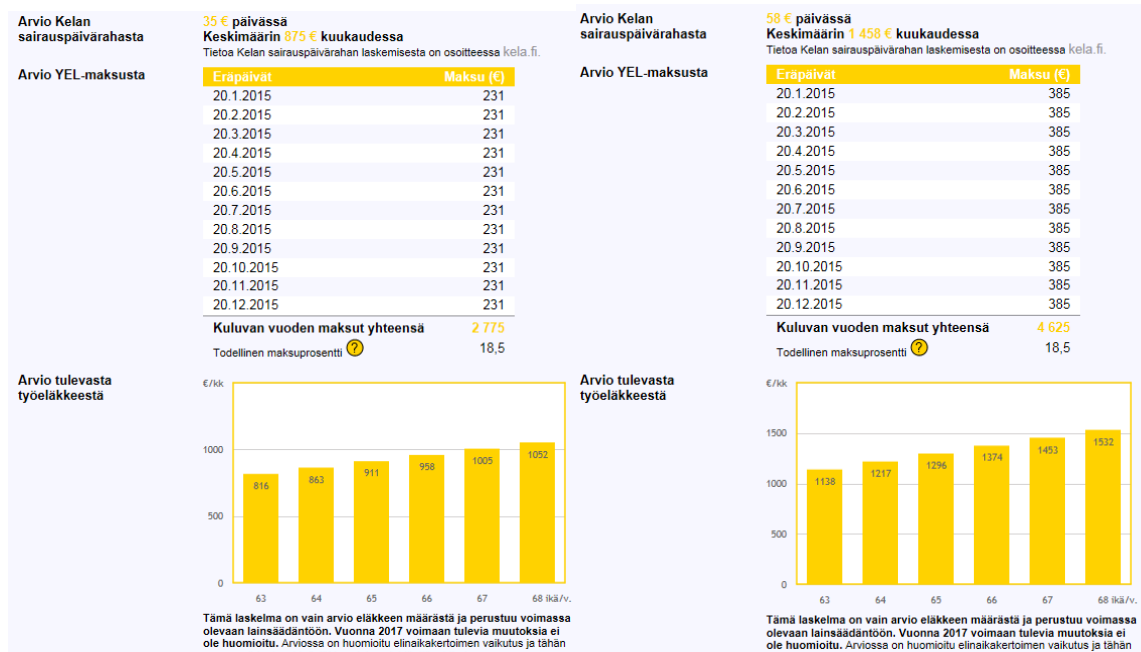 Arvio Kelan
sairauspäivärahasta
35 € päivässä
Keskimäärin 875 € kuukaudessa
Tietoa Kelan sairauspäivärahan laskemisesta on osoitteessa kela.fi.
Arvio YEL-maksusta
Eräpäivät Maksu (€)
20.1.2015 231
20.2.2015 231
20.3.2015 231
20.4.2015 231
20.5.2015 231
20.6.2015 231
20.7.2015 231
20.8.2015 231
20.9.2015 231
20.10.2015 231
20.11.2015 231
20.12.2015 231
Kuluvan vuoden maksut yhteensä 2 775
Todellinen maksuprosentti ? 18,5
Arvio tulevasta
työeläkkeestä
€/kk
1000
500
0
816 863 911 958 1005 1052
63 64 65 66 67 68 ikä/v.
Tämä laskelma on vain arvio eläkkeen määrästä ja perustuu voimassa
olevaan lainsäädäntöön. Vuonna 2017 voimaan tulevia muutoksia ei
ole huomioitu. Arviossa on huomioitu elinaikakertoimen vaikutus ja tähän
Arvio Kelan
sairauspäivärahasta
58 € päivässä
Keskimäärin 1 458 € kuukaudessa
Tietoa Kelan sairauspäivärahan laskemisesta on osoitteessa kela.fi.
Arvio YEL-maksusta
Eräpäivät Maksu (€)
20.1.2015 385
20.2.2015 385
20.3.2015 385
20.4.2015 385
20.5.2015 385
20.6.2015 385
20.7.2015 385
20.8.2015 385
20.9.2015 385
20.10.2015 385
20.11.2015 385
20.12.2015 385
Kuluvan vuoden maksut yhteensä 4 625
Todellinen maksuprosentti ? 18,5
Arvio tulevasta
työeläkkeestä
€/kk
1500
1000
500
0
1138 1217 1296 1374 1453 1532
63 64 65 66 67 68 ikä/v.
Tämä laskelma on vain arvio eläkkeen määrästä ja perustuu voimassa
olevaan lainsäädäntöön. Vuonna 2017 voimaan tulevia muutoksia ei
ole huomioitu. Arviossa on huomioitu elinaikakertoimen vaikutus ja tähän